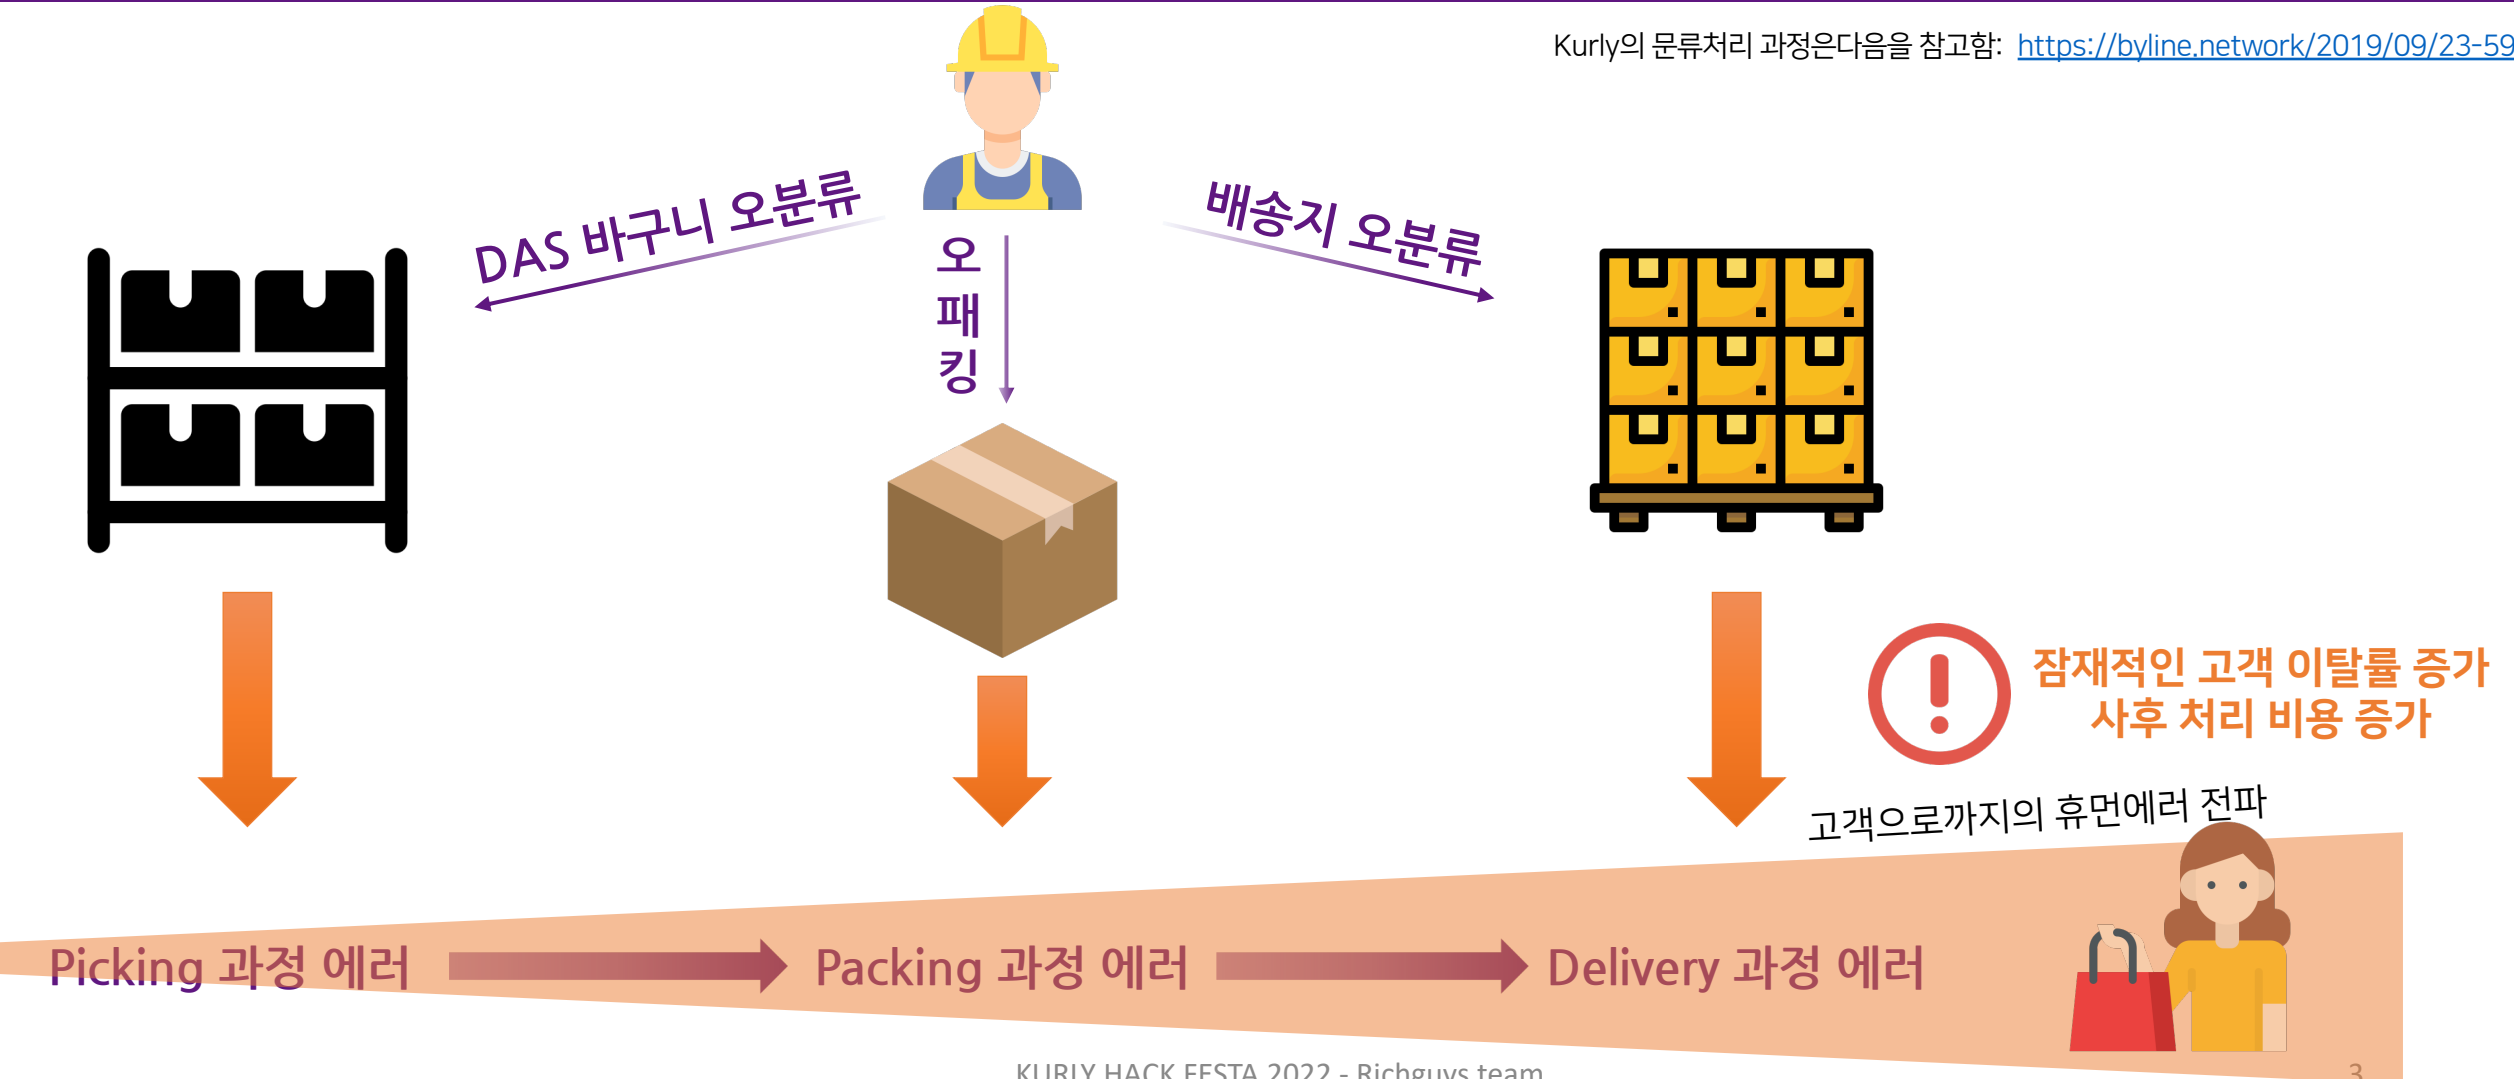 Kurly의 문류처리 과정은다음을 참고함: https://byline.network/2019/09/23-59
DAS 바구니 오분류
오패킹
배송지 오분류
잠재적인 고객 이탈률 증가
사후 처리 비용 증가
고객으로까지의 휴먼에러 전파
Picking 과정 에러
Packing 과정 에러
Delivery 과정 에러
KURLY HACK FESTA 2022 - Richguys team
3